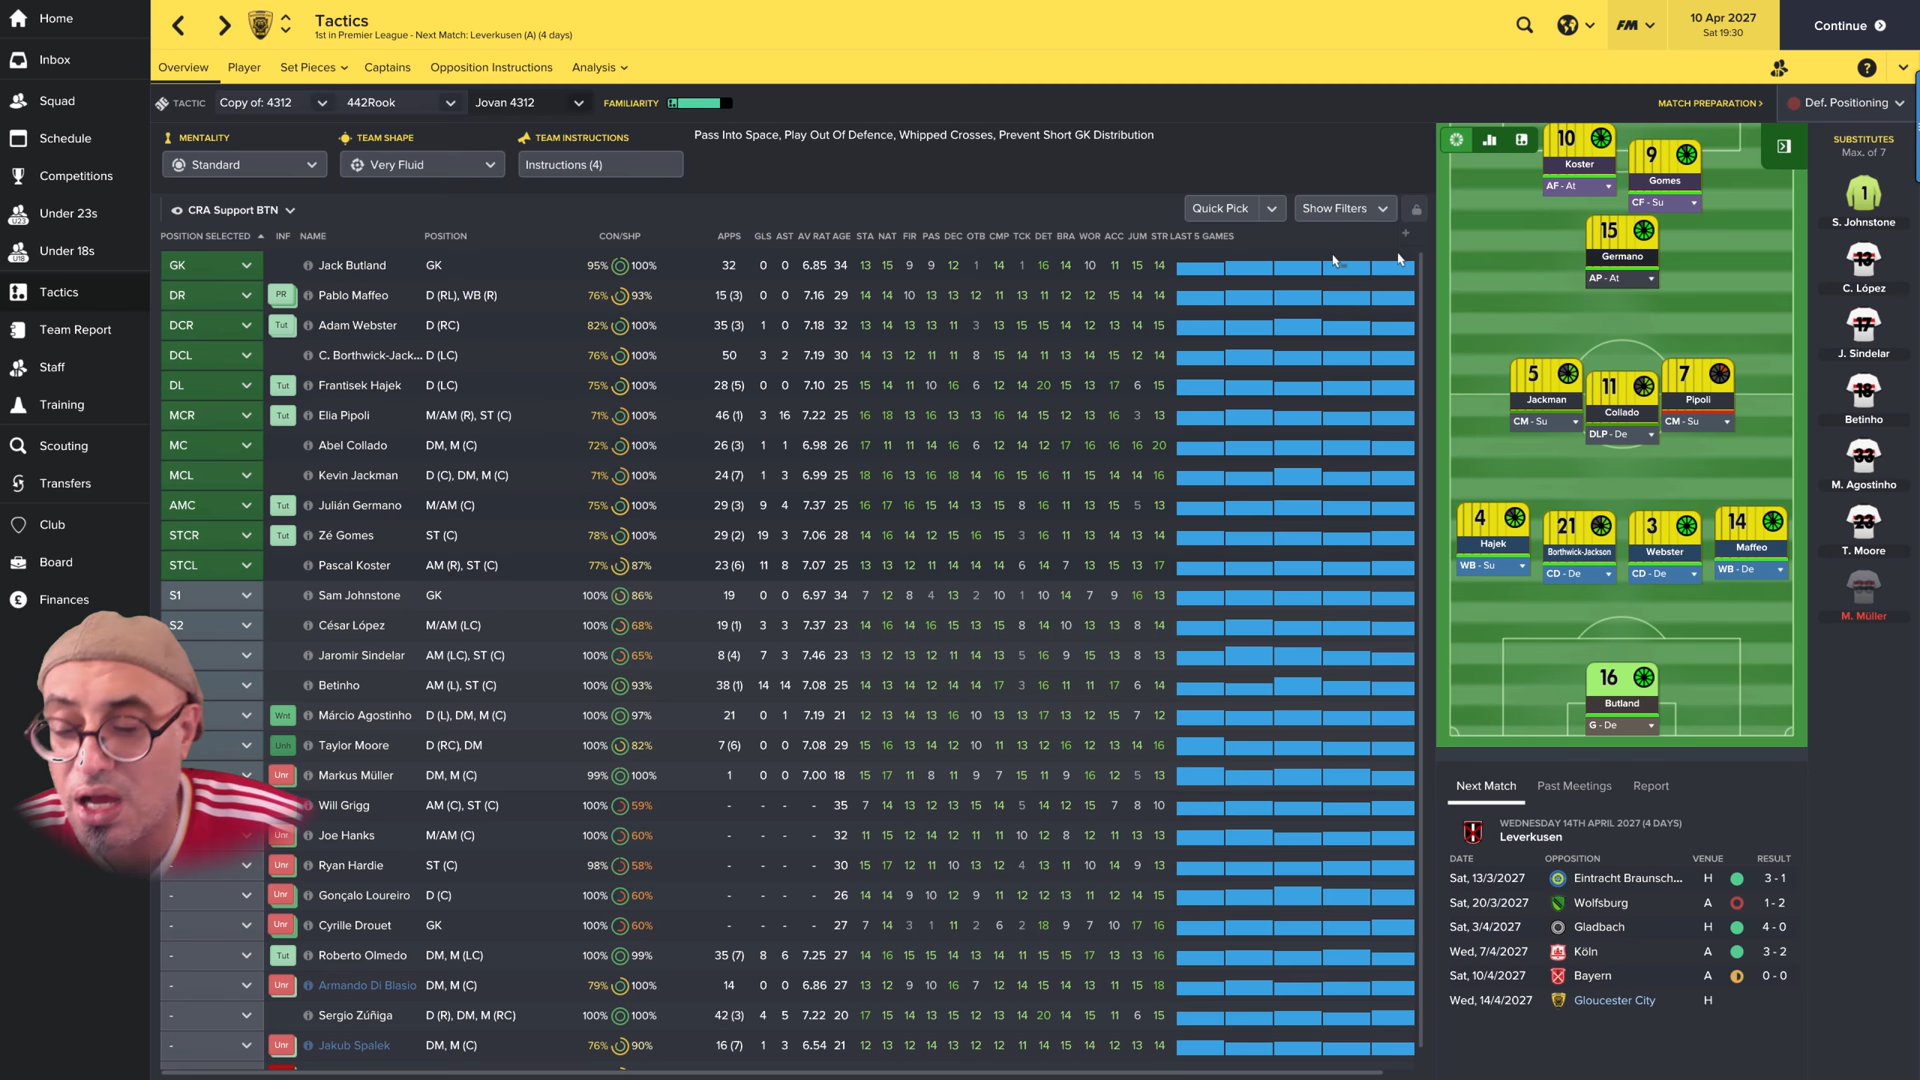 Home
Inbox
Squad
Schedule
Competitions
Under 23s
Under 18s
Tactics
Team Report
Staff
Training
Scouting
Transfers
Club
Board
Finances
Tactics
1st in Premier League - Next Match: Leverkusen (A) (4 days)
FM
10 Apr 2027
Sat 19:30
Continue
Overview Player Set Pieces Captains Opposition Instructions Analysis
TACTIC Copy of: 4312 442Rook Jovan 4312 FAMILIARITY MATCH PREPARATION > Def. Positioning
MENTALITY TEAM SHAPE TEAM INSTRUCTIONS Pass Into Space, Play Out Of Defence, Whipped Crosses, Prevent Short GK Distribution
Standard Very Fluid Instructions (4)
CRA Support BTN Quick Pick Show Filters
POSITION SELECTED INF NAME POSITION CON/SHP APPS GLS AST AV RAT AGE STA NAT FIR PAS DEC OTB CMP TCK DET BRA WOR ACC JUM STR LAST 5 GAMES
GK Jack Butland GK 95% 100% 32 0 0 6.85 34 13 15 9 9 12 1 14 1 16 14 10 11 15 14
DR PR Pablo Maffeo D (RL), WB (R) 76% 93% 15 (3) 0 0 7.16 29 14 14 10 13 13 12 11 13 11 12 12 15 14 14
DCR Tut Adam Webster D (RC) 82% 100% 35 (3) 1 0 7.18 32 13 14 13 13 11 3 13 15 15 14 12 13 14 15
DCL C. Borthwick-Jack... D (LC) 76% 100% 50 3 2 7.19 30 14 13 12 11 11 8 15 14 11 13 14 15 12 14
DL Tut Frantisek Hajek D (LC) 75% 100% 28 (5) 0 0 7.10 25 15 14 11 10 16 6 12 14 20 15 13 17 6 15
MCR Tut Elia Pipoli M/AM (R), ST (C) 71% 100% 46 (1) 3 16 7.22 25 16 18 13 16 13 13 16 14 15 12 13 16 3 13
MC Abel Collado DM, M (C) 72% 100% 26 (3) 1 1 6.98 26 17 11 11 14 16 6 12 14 12 17 16 16 16 20
MCL Kevin Jackman D (C), DM, M (C) 71% 100% 24 (7) 1 3 6.99 25 18 16 13 16 18 14 12 15 16 11 15 14 14 16
AMC Tut Julián Germano M/AM (C) 75% 100% 29 (3) 9 4 7.37 25 16 17 16 15 14 15 16 8 16 11 14 15 5 13
STCR Tut Zé Gomes ST (C) 78% 100% 29 (2) 19 3 7.06 28 14 16 14 12 15 16 15 3 16 11 13 14 13 14
STCL Pascal Koster AM (R), ST (C) 77% 87% 23 (6) 11 8 7.07 25 13 13 12 11 14 14 14 6 14 7 13 15 13 17
S1 Sam Johnstone GK 100% 86% 19 0 0 6.97 34 7 12 8 4 13 2 10 1 10 14 7 9 16 13
S2 César López M/AM (LC) 100% 68% 19 (1) 3 3 7.37 23 14 16 14 16 15 13 15 8 14 10 13 13 8 14
Jaromir Sindelar AM (LC), ST (C) 100% 65% 8 (4) 7 3 7.46 23 13 12 13 12 11 14 13 5 16 9 15 13 8 13
Betinho AM (L), ST (C) 100% 93% 38 (1) 14 14 7.08 25 14 13 14 12 14 14 17 3 16 11 11 17 6 14
Wnt Márcio Agostinho D (L), DM, M (C) 100% 97% 21 0 1 7.19 21 13 12 14 13 16 10 13 13 17 13 12 15 7 12
Unh Taylor Moore D (RC), DM 100% 82% 7 (6) 0 0 7.08 29 15 16 13 14 12 10 11 13 12 16 12 13 14 16
Unr Markus Müller DM, M (C) 99% 100% 1 0 0 7.00 18 15 17 11 8 11 9 7 15 11 9 16 12 5 13
Will Grigg AM (C), ST (C) 100% 59% - - - - 35 7 14 13 12 13 15 14 5 14 12 15 7 8 10
Unr Joe Hanks M/AM (C) 100% 60% - - - - 32 11 15 12 14 12 11 11 10 12 8 12 11 13 13
- Unr Ryan Hardie ST (C) 98% 58% - - - - 30 15 17 12 11 10 13 12 4 13 11 10 14 9 13
- Unr Gonçalo Loureiro D (C) 100% 60% - - - - 26 14 14 9 10 12 9 11 12 12 13 11 12 14 15
- Unr Cyrille Drouet GK 100% 60% - - - - 27 7 14 3 1 11 2 6 2 18 9 7 10 17 16
- Tut Roberto Olmedo DM, M (LC) 100% 99% 35 (7) 8 6 7.25 27 14 16 15 15 14 13 14 11 15 15 17 13 13 16
- Unr Armando Di Blasio DM, M (C) 79% 100% 14 0 0 6.86 27 13 12 9 10 16 7 12 14 15 14 13 11 15 18
- Sergio Zúñiga D (R), DM, M (RC) 100% 100% 42 (3) 4 5 7.22 20 17 15 14 13 15 12 13 14 20 14 15 11 6 15
- Unr Jakub Spalek DM, M (C) 76% 90% 16 (7) 1 3 6.54 21 12 13 12 14 13 12 12 11 14 15 14 14 12 13
10
Koster
AF - At
9
Gomes
CF - Su
15
Germano
AP - At
5
Jackman
CM - Su
11
Collado
DLP - De
7
Pipoli
CM - Su
4
Hajek
WB - Su
21
Borthwick-Jackson
CD - De
3
Webster
CD - De
14
Maffeo
WB - De
16
Butland
G - De
SUBSTITUTES
Max. of 7
1
S. Johnstone
13
C. López
17
J. Sindelar
18
Betinho
33
M. Agostinho
23
T. Moore
M. Müller
Next Match Past Meetings Report
WEDNESDAY 14TH APRIL 2027 (4 DAYS)
Leverkusen
DATE OPPOSITION VENUE RESULT
Sat, 13/3/2027 Eintracht Braunsch... H 3 - 1
Sat, 20/3/2027 Wolfsburg A 1 - 2
Sat, 3/4/2027 Gladbach H 4 - 0
Wed, 7/4/2027 Köln A 3 - 2
Sat, 10/4/2027 Bayern A 0 - 0
Wed, 14/4/2027 Gloucester City H